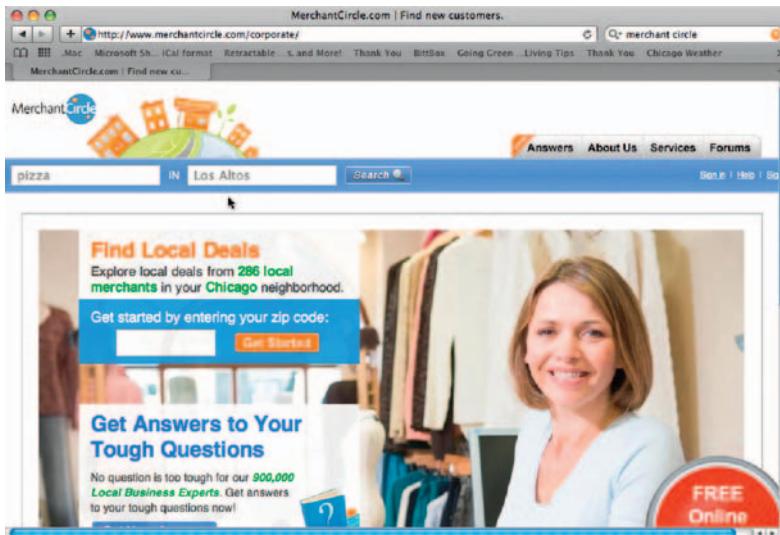 MerchantCircle.com | Find new customers.
http://www.merchantcircle.com/corporate/
merchant circle
.Mac Microsoft Sh... iCal format Retractable ...s, and More! Thank You BittBox Going Green ...Living Tips Thank You Chicago Weather
MerchantCircle.com | Find new cu...
MerchantCircle
Answers About Us Services Forums
pizza IN Los Altos Search
Sign in | Help |
Find Local Deals
Explore local deals from 286 local
merchants in your Chicago neighborhood.
Get started by entering your zip code:
Get Started
Get Answers to Your
Tough Questions
No question is too tough for our 900,000
Local Business Experts. Get answers
to your tough questions now!
?
FREE
Online